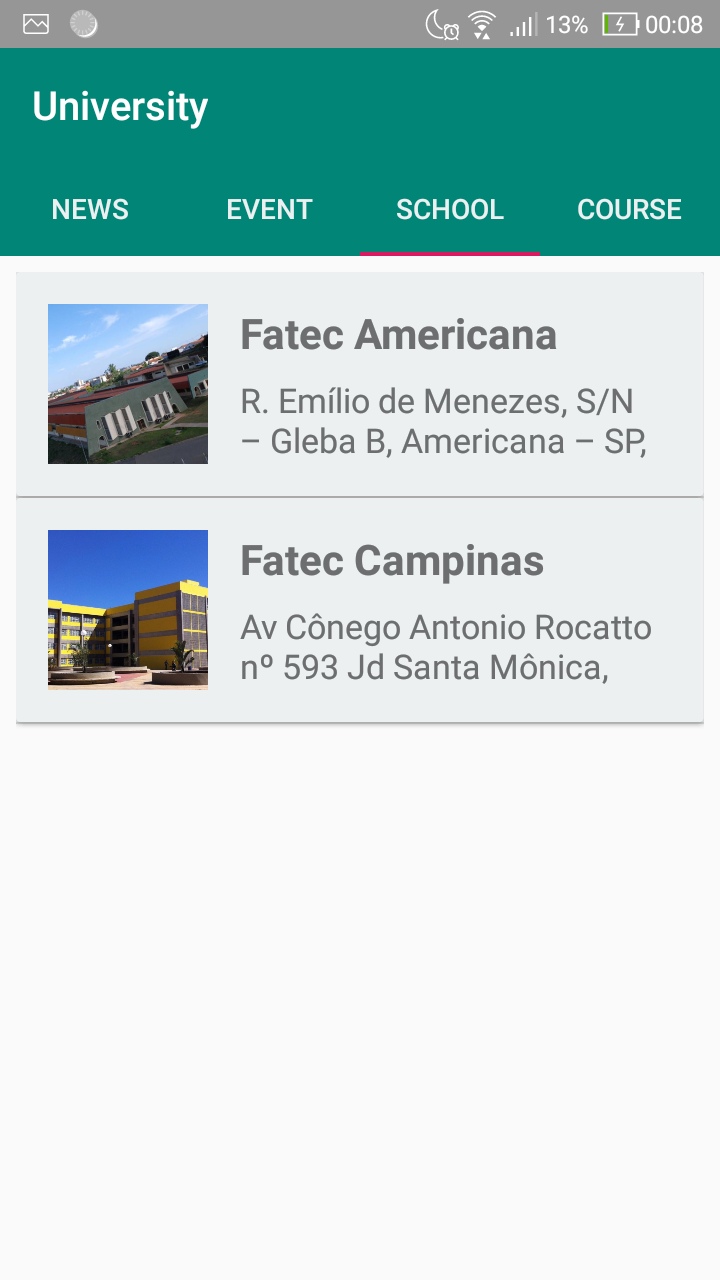 13% 00:08
University
NEWS EVENT SCHOOL COURSE
Fatec Americana
R. Emílio de Menezes, S/N
– Gleba B, Americana – SP,
Fatec Campinas
Av Cônego Antonio Rocatto
nº 593 Jd Santa Mônica,